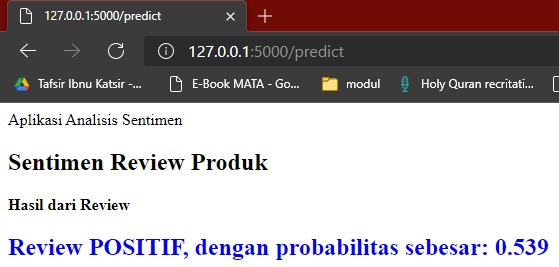 127.0.0.1:5000/predict
127.0.0.1:5000/predict
Tafsir Ibnu Katsir -...
E-Book MATA - Go...
modul
Holy Quran recritati...
Aplikasi Analisis Sentimen
Sentimen Review Produk
Hasil dari Review
Review POSITIF, dengan probabilitas sebesar: 0.539